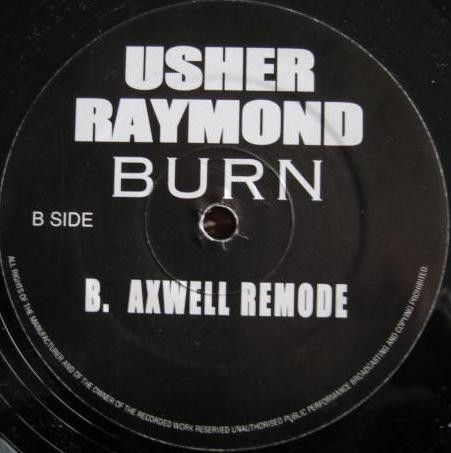 USHER
RAYMOND
BURN
B SIDE
B. AXWELL REMODE
ALL RIGHTS OF THE MANUFACTURER AND OF THE OWNER OF THE RECORDED WORK RESERVED UNAUTHORISED PUBLIC PERFORMANCE BROADCASTING AND COPYING PROHIBITED.